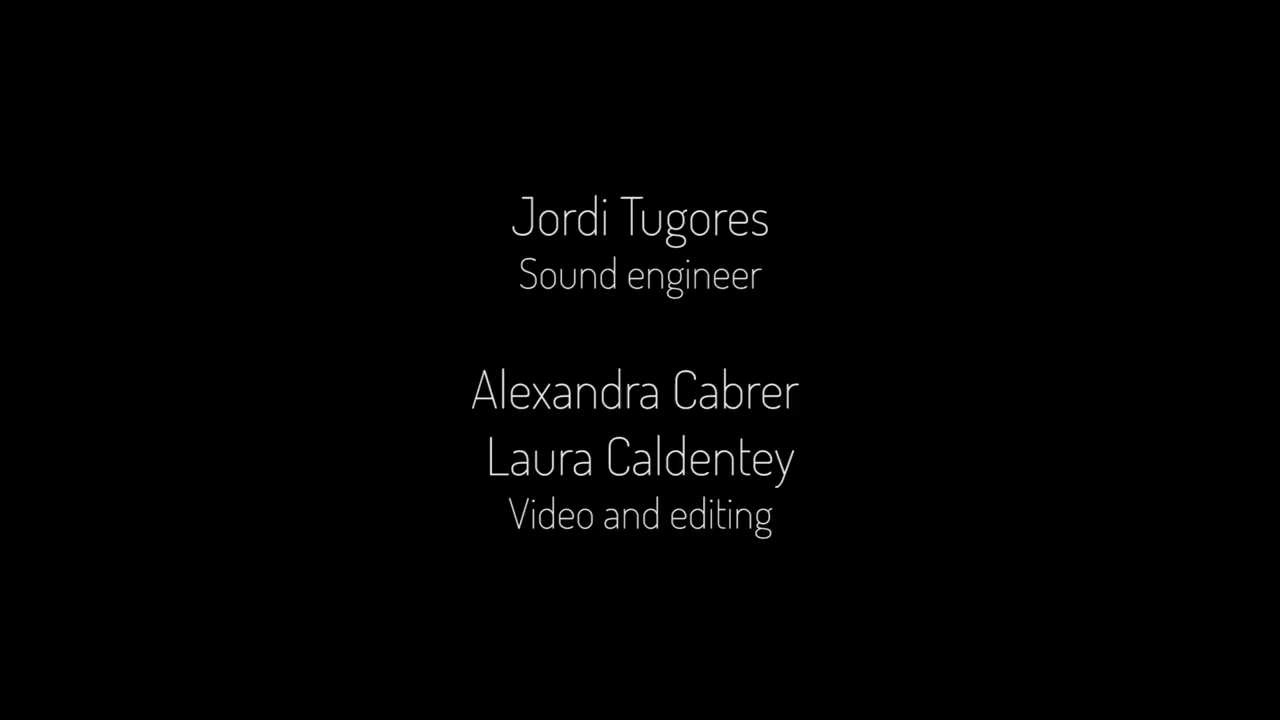 Jordi Tugores
Sound engineer
Alexandra Cabrer
Laura Caldentey
Video and editing